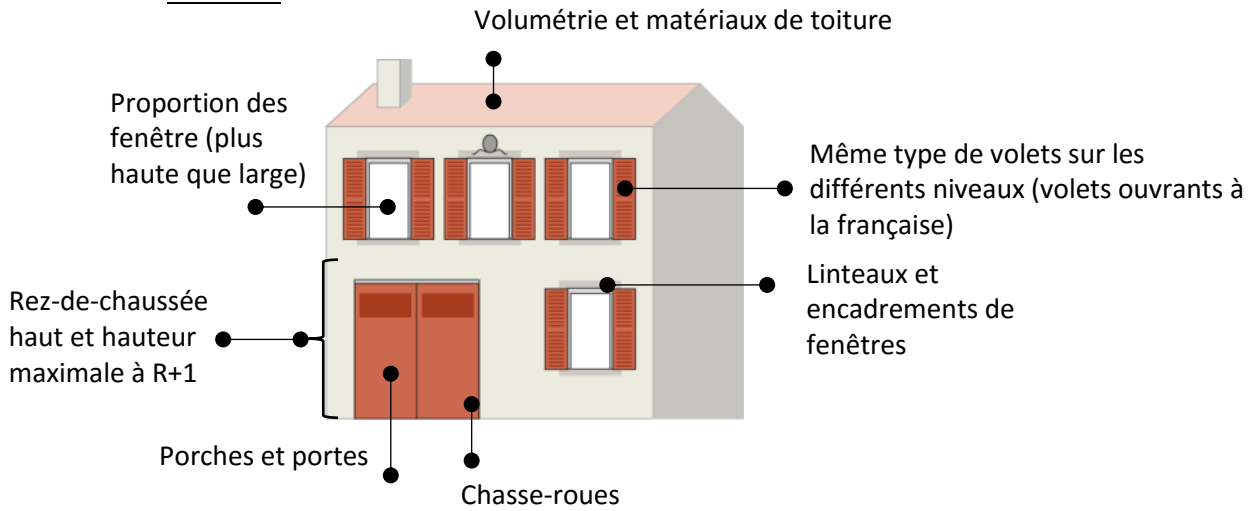 Volumétrie et matériaux de toiture
Proportion des
fenêtre (plus
haute que large)
Même type de volets sur les
différents niveaux (volets ouvrants à
la française)
Linteaux et
encadrements de
fenêtres
Rez-de-chaussée
haut et hauteur
maximale à R+1
Porches et portes
Chasse-roues